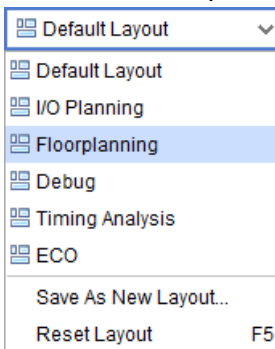 Default Layout
Default Layout
I/O Planning
Floorplanning
Debug
Timing Analysis
ECO
Save As New Layout...
Reset Layout F5